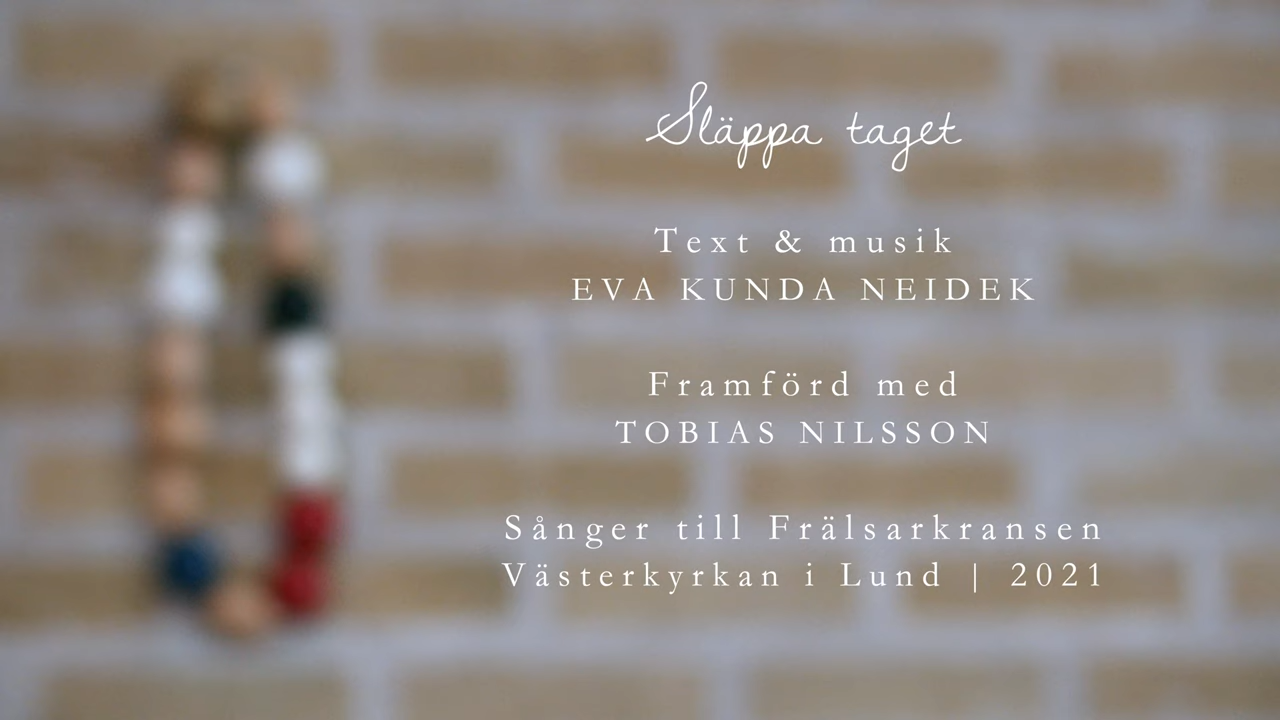 Släppa taget
Text & musik
EVA KUNDA NEIDEK
Framförd med
TOBIAS NILSSON
Sånger till Frälsarkransen
Västerkyrkan i Lund | 2021